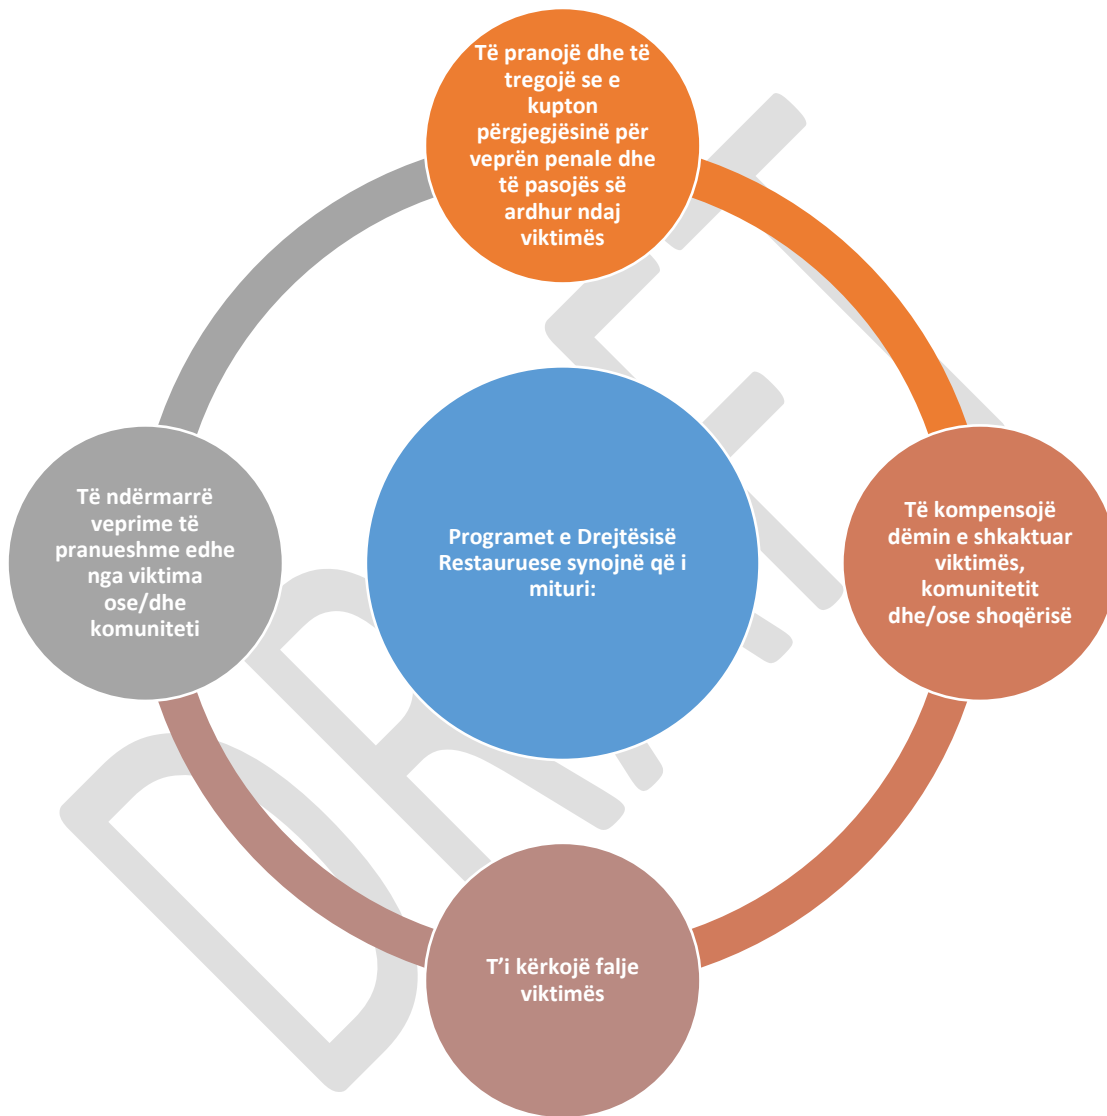 Të pranojë dhe të
tregojë se e
kupton
përgjegjësinë për
veprën penale dhe
të pasojës së
ardhur ndaj
viktimës
Të ndërmarrë
veprime të
pranueshme edhe
nga viktima
ose/dhe
komuniteti
Programet e Drejtësisë
Restauruese synojnë që i
mituri:
Të kompensojë
dëmin e shkaktuar
viktimës,
komunitetit
dhe/ose shoqërisë
T’i kërkojë falje
viktimës
DRAFT